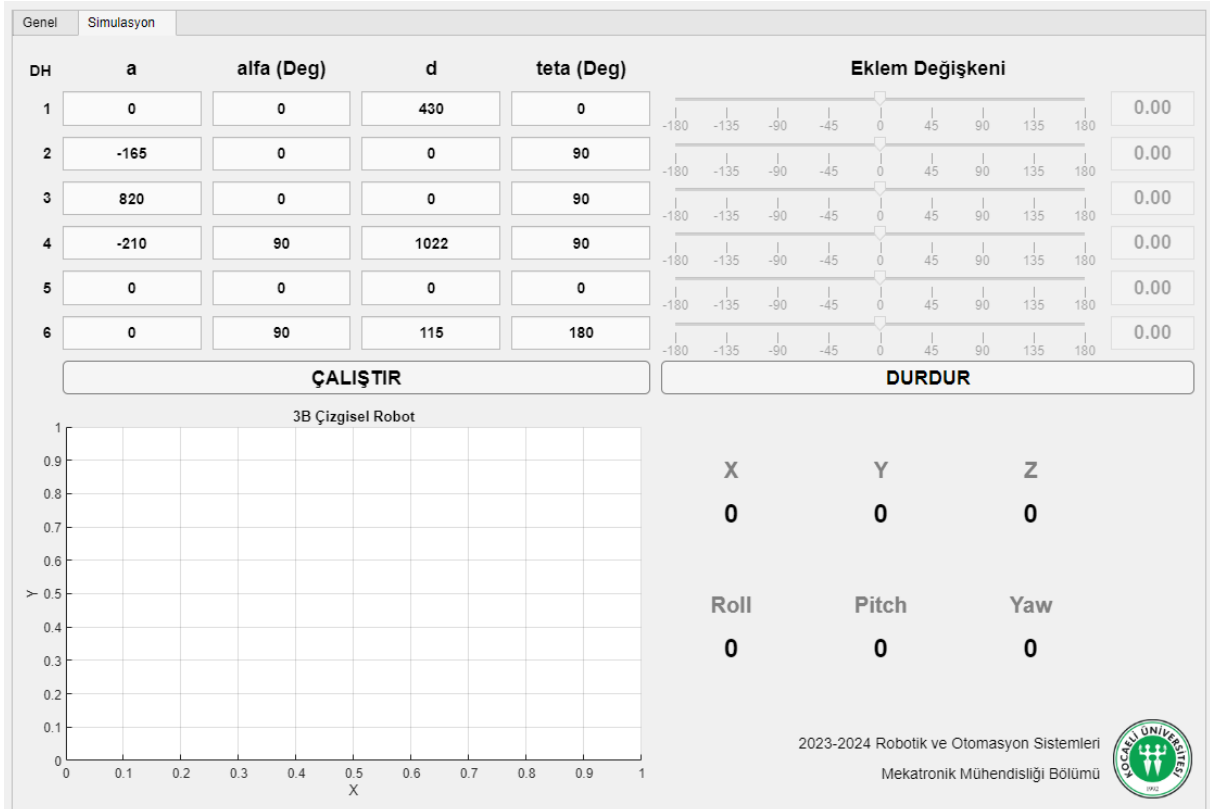 Genel Simulasyon
DH a alfa (Deg) d teta (Deg) Eklem Değişkeni
1 0 0 430 0 0.00
-180 -135 -90 -45 0 45 90 135 180
2 -165 0 0 90 0.00
-180 -135 -90 -45 0 45 90 135 180
3 820 0 0 90 0.00
-180 -135 -90 -45 0 45 90 135 180
4 -210 90 1022 90 0.00
-180 -135 -90 -45 0 45 90 135 180
5 0 0 0 0 0.00
-180 -135 -90 -45 0 45 90 135 180
6 0 90 115 180 0.00
-180 -135 -90 -45 0 45 90 135 180
ÇALIŞTIR DURDUR
3B Çizgisel Robot
1
0.9
0.8
0.7
0.6
0.5
0.4
0.3
0.2
0.1
0
Y
0 0.1 0.2 0.3 0.4 0.5 0.6 0.7 0.8 0.9 1
X
X Y Z
0 0 0
Roll Pitch Yaw
0 0 0
2023-2024 Robotik ve Otomasyon Sistemleri
Mekatronik Mühendisliği Bölümü
KOCAELİ ÜNİVERSİTESİ
1992